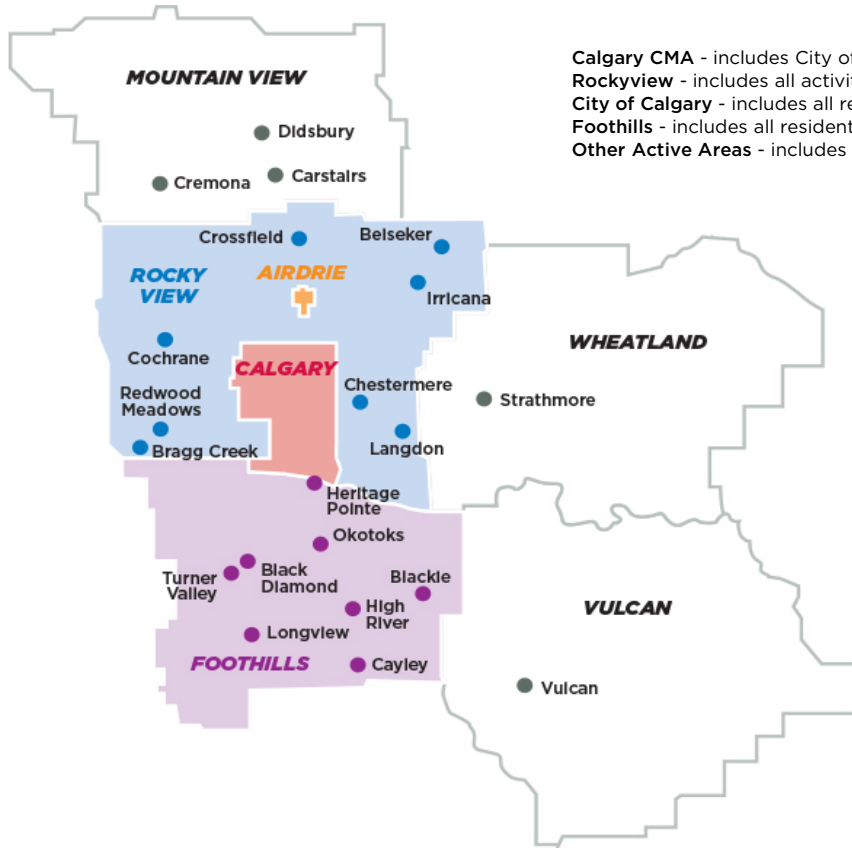 Calgary CMA - includes City of
Rockyview - includes all activi
City of Calgary - includes all re
Foothills - includes all resident
Other Active Areas - includes
MOUNTAIN VIEW
Didsbury
Carstairs
Cremona
Crossfield
Beiseker
ROCKY
VIEW
AIRDRIE
Irricana
Cochrane
CALGARY
WHEATLAND
Redwood
Meadows
Chestermere
Strathmore
Bragg Creek
Langdon
Heritage
Pointe
Okotoks
Turner
Valley
Black
Diamond
Blackie
High
River
VULCAN
Longview
FOOTHILLS
Cayley
Vulcan